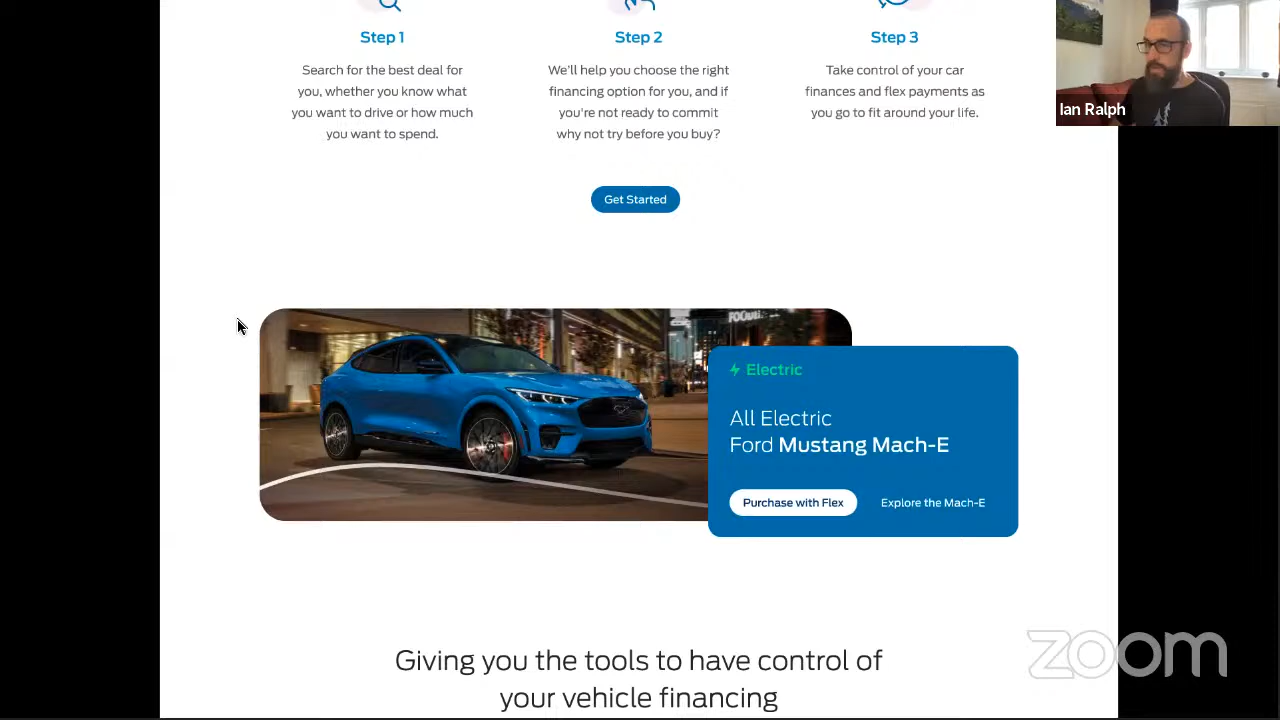 Step 1
Search for the best deal for
you, whether you know what
you want to drive or how much
you want to spend.
Step 2
We'll help you choose the right
financing option for you, and if
you're not ready to commit
why not try before you buy?
Step 3
Take control of your car
finances and flex payments as
you go to fit around your life.
Ian Ralph
Get Started
Electric
All Electric
Ford Mustang Mach-E
Purchase with Flex
Explore the Mach-E
Giving you the tools to have control of
your vehicle financing
zoom